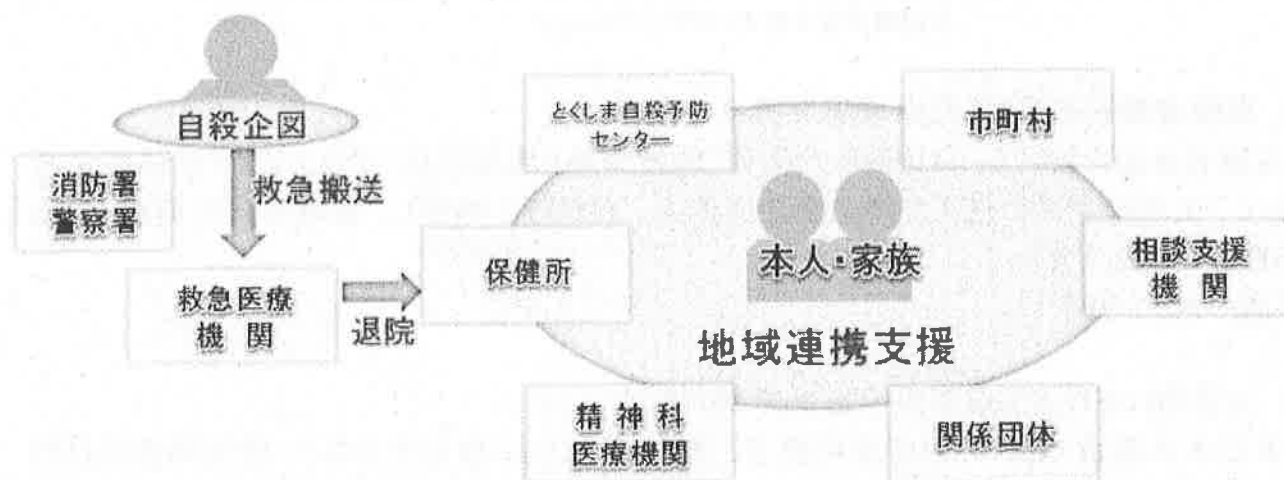 自殺企図
消防署
警察署
救急搬送
救急医療
機関
退院
保健所
とくしま自殺予防
センター
市町村
本人・家族
相談支援
機関
地域連携支援
精神科
医療機関
関係団体